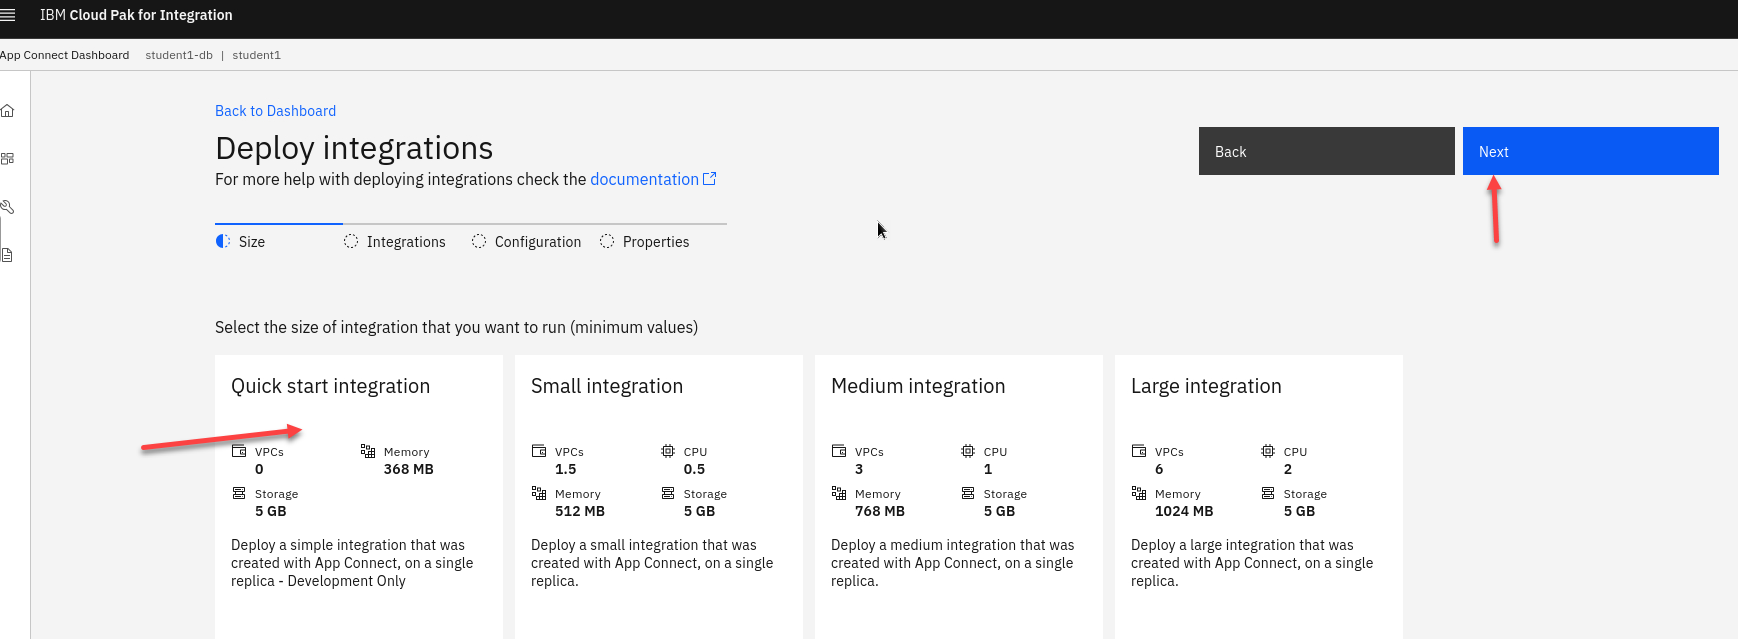 IBM Cloud Pak for Integration
App Connect Dashboard student1-db | student1
Back to Dashboard
Deploy integrations
For more help with deploying integrations check the documentation
Back
Next
Size
Integrations
Configuration
Properties
Select the size of integration that you want to run (minimum values)
Quick start integration
VPCs
0
Memory
368 MB
Storage
5 GB
Deploy a simple integration that was
created with App Connect, on a single
replica - Development Only
Small integration
VPCs
1.5
CPU
0.5
Memory
512 MB
Storage
5 GB
Deploy a small integration that was
created with App Connect, on a single
replica.
Medium integration
VPCs
3
CPU
1
Memory
768 MB
Storage
5 GB
Deploy a medium integration that was
created with App Connect, on a single
replica.
Large integration
VPCs
6
CPU
2
Memory
1024 MB
Storage
5 GB
Deploy a large integration that was
created with App Connect, on a single
replica.